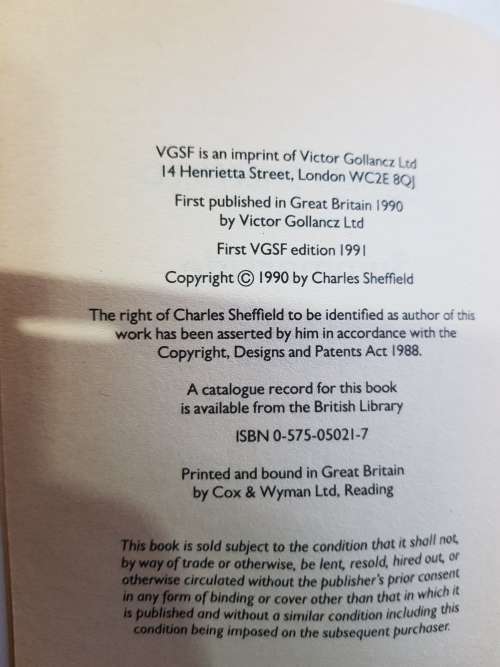 VGSF is an imprint of Victor Gollancz Ltd
14 Henrietta Street, London WC2E 8QJ
First published in Great Britain 1990
by Victor Gollancz Ltd
First VGSF edition 1991
Copyright © 1990 by Charles Sheffield
The right of Charles Sheffield to be identified as author of this
work has been asserted by him in accordance with the
Copyright, Designs and Patents Act 1988.
A catalogue record for this book
is available from the British Library
ISBN 0-575-05021-7
Printed and bound in Great Britain
by Cox & Wyman Ltd, Reading
This book is sold subject to the condition that it shall not,
by way of trade or otherwise, be lent, resold, hired out, or
otherwise circulated without the publisher's prior consent
in any form of binding or cover other than that in which it
is published and without a similar condition including this
condition being imposed on the subsequent purchaser.